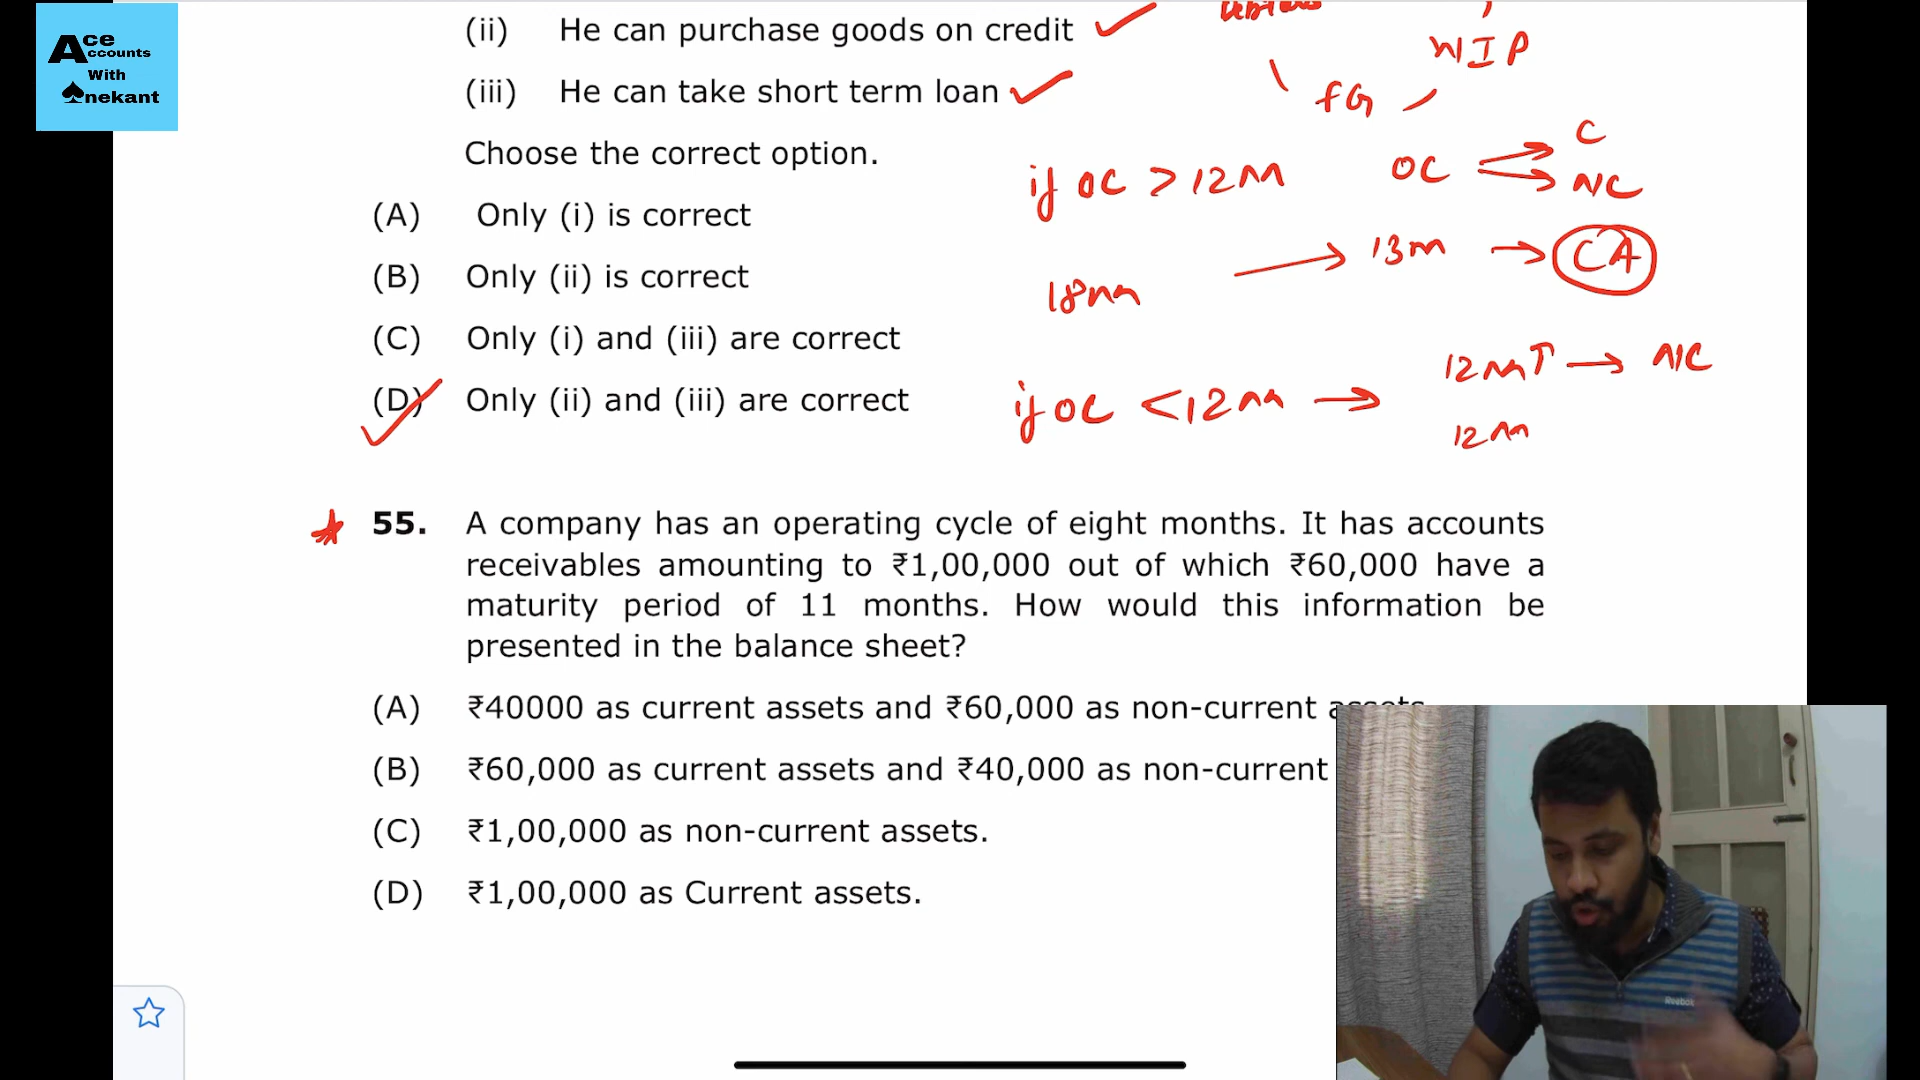 Ace
Accounts
With
Anekant
(ii) He can purchase goods on credit
WIP
(iii) He can take short term loan
FG
Choose the correct option.
C
if OC > 12m OC NC
(A) Only (i) is correct
18m → 13m → CA
(B) Only (ii) is correct
(C) Only (i) and (iii) are correct
12m↑ → N/C
(D) Only (ii) and (iii) are correct
if OC < 12m →
12m
55. A company has an operating cycle of eight months. It has accounts
receivables amounting to ₹1,00,000 out of which ₹60,000 have a
maturity period of 11 months. How would this information be
presented in the balance sheet?
(A) ₹40000 as current assets and ₹60,000 as non-current assets
(B) ₹60,000 as current assets and ₹40,000 as non-current
(C) ₹1,00,000 as non-current assets.
(D) ₹1,00,000 as Current assets.
Reebok